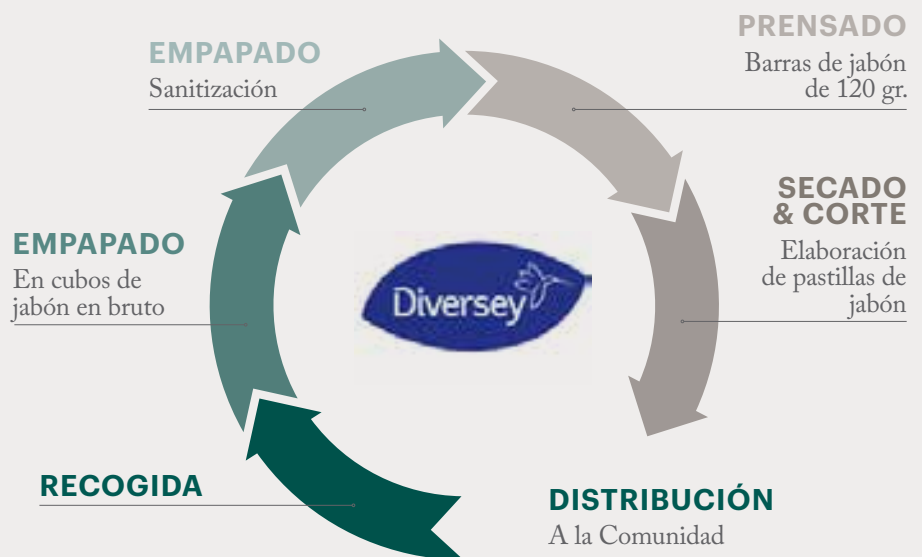 EMPAPADO
Sanitización
PRENSADO
Barras de jabón
de 120 gr.
EMPAPADO
En cubos de
jabón en bruto
Diversey
SECADO
& CORTE
Elaboración
de pastillas de
jabón
RECOGIDA
DISTRIBUCIÓN
A la Comunidad